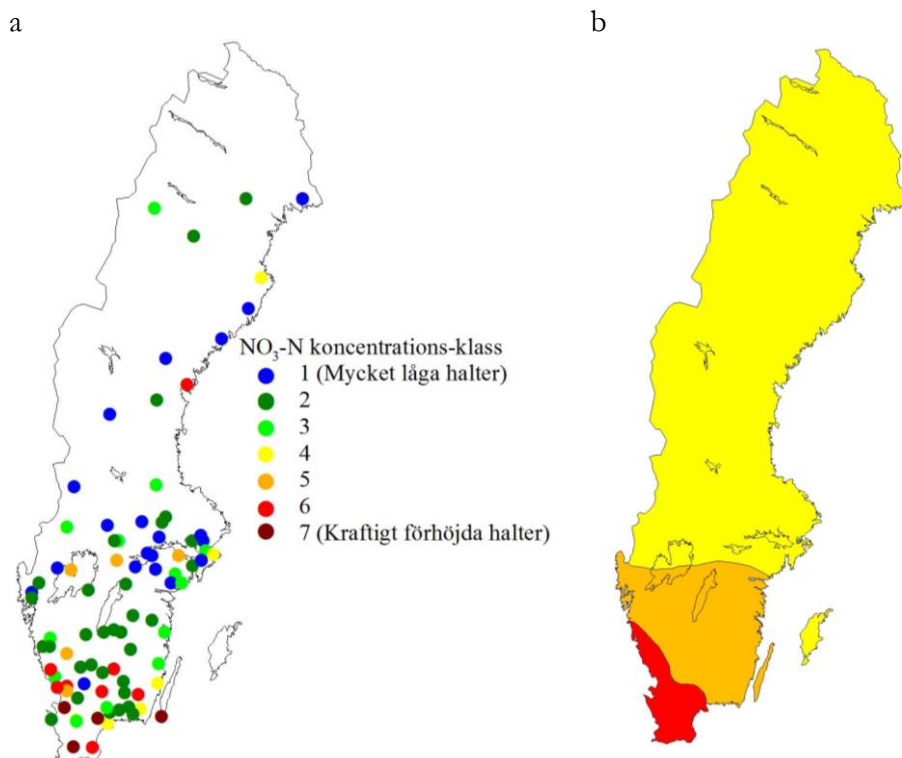 a
b
NO₃-N koncentrations-klass
1 (Mycket låga halter)
2
3
4
5
6
7 (Kraftigt förhöjda halter)